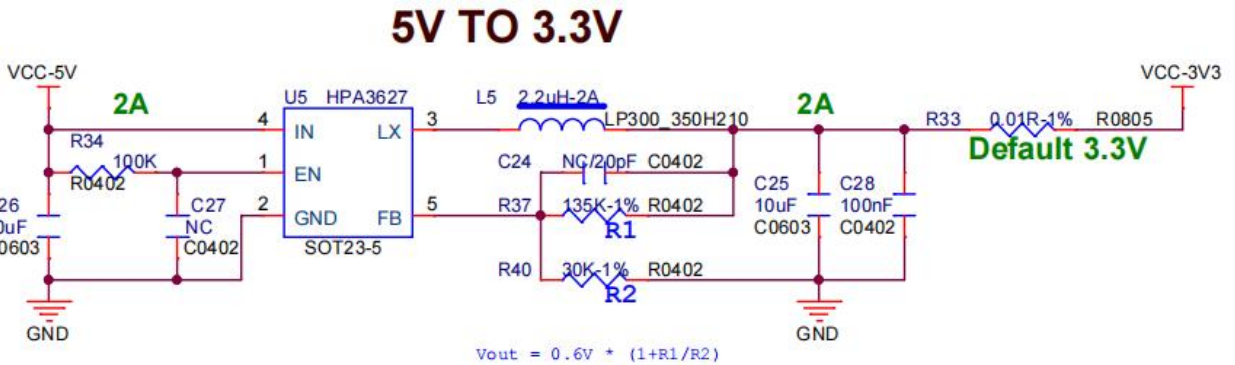 5V TO 3.3V
VCC-5V
VCC-3V3
2A
U5 HPA3627
L5 2.2uH-2A
2A
4 IN LX 3
LP300_350H210
R33 0.01R-1% R0805
R34
100K
R0402
Default 3.3V
1 EN
C24 NC/20pF C0402
26
0uF
0603
C27
NC
C0402
2 GND FB 5
SOT23-5
R37 135K-1% R0402
R1
C25
10uF
C0603
C28
100nF
C0402
R40 30K-1% R0402
R2
GND
GND
Vout = 0.6V * (1+R1/R2)